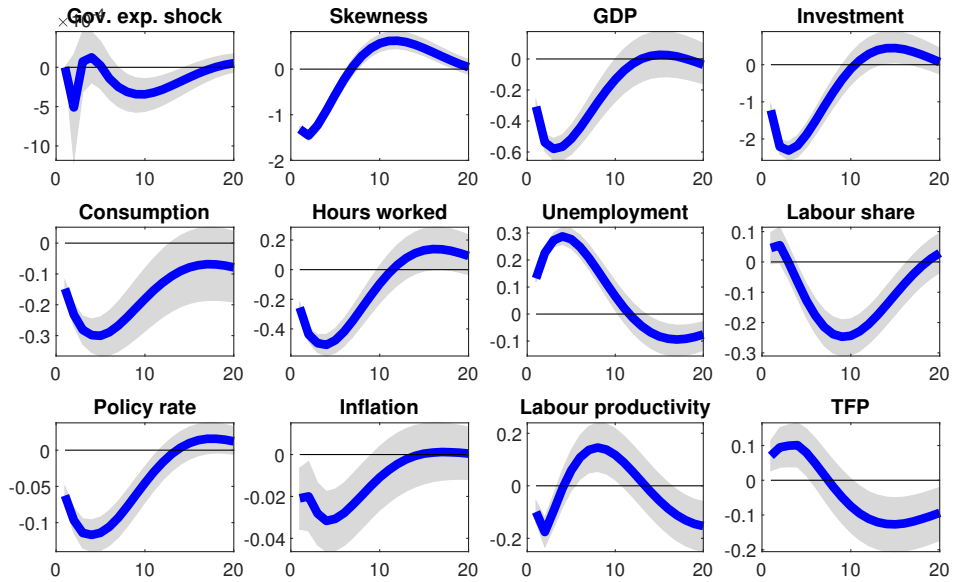 Gov. exp. shock
× 10
0
-5
-10
0 10 20
Skewness
0
-1
-2
0 10 20
GDP
0
-0.2
-0.4
-0.6
0 10 20
Investment
0
-1
-2
0 10 20
Consumption
0
-0.1
-0.2
-0.3
0 10 20
Hours worked
0.2
0
-0.2
-0.4
0 10 20
Unemployment
0.3
0.2
0.1
0
-0.1
0 10 20
Labour share
0.1
0
-0.1
-0.2
-0.3
0 10 20
Policy rate
0
-0.05
-0.1
0 10 20
Inflation
0
-0.02
-0.04
0 10 20
Labour productivity
0.2
0
-0.2
0 10 20
TFP
0.1
0
-0.1
-0.2
0 10 20